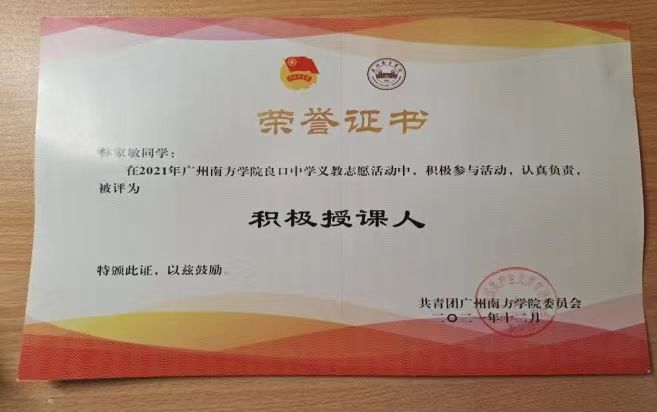 荣誉证书
林家敏同学:
在2021年广州南方学院良口中学义教志愿活动中,积极参与活动,认真负责,
被评为
积极授课人
特颁此证,以兹鼓励。
共青团广州南方学院委员会
二〇二一年十二月